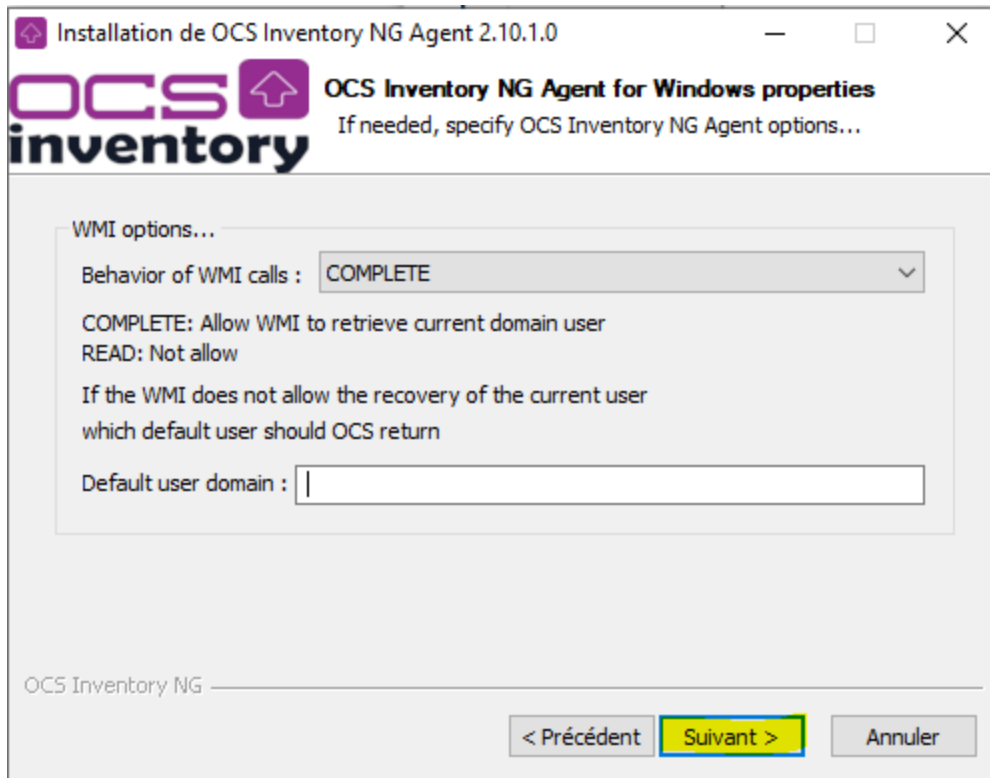 Installation de OCS Inventory NG Agent 2.10.1.0
OCS inventory
OCS Inventory NG Agent for Windows properties
If needed, specify OCS Inventory NG Agent options...
WMI options...
Behavior of WMI calls : COMPLETE
COMPLETE: Allow WMI to retrieve current domain user
READ: Not allow
If the WMI does not allow the recovery of the current user
which default user should OCS return
Default user domain :
OCS Inventory NG
< Précédent Suivant > Annuler